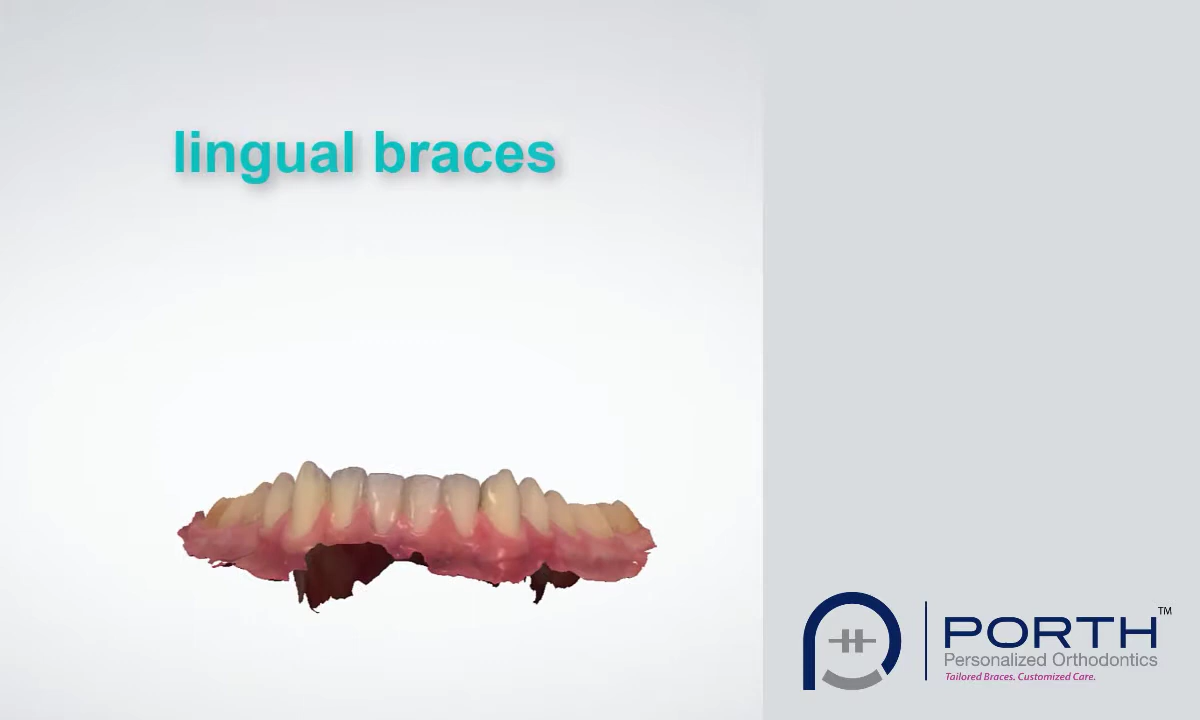 lingual braces
PORTH™
Personalized Orthodontics
Tailored Braces. Customized Care.